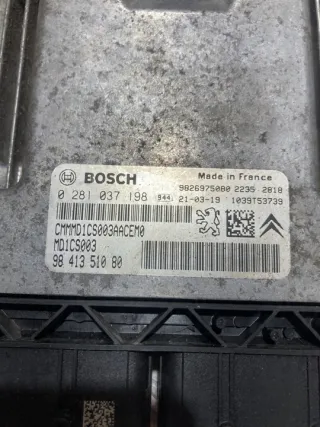 BOSCH
Made in France
9826975080 2235 2818
0 281 037 198 944 21-03-19 1039T53739
CMMMD1CS003AACEM0
MD1CS003
98 413 510 80